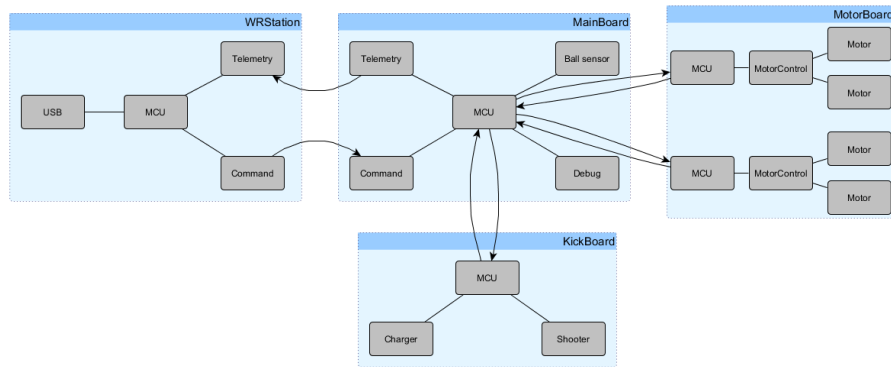 WRStation
Telemetry
USB
MCU
Command
MainBoard
Telemetry
Ball sensor
MCU
Command
Debug
MotorBoard
MCU
MotorControl
Motor
Motor
MCU
MotorControl
Motor
Motor
KickBoard
MCU
Charger
Shooter